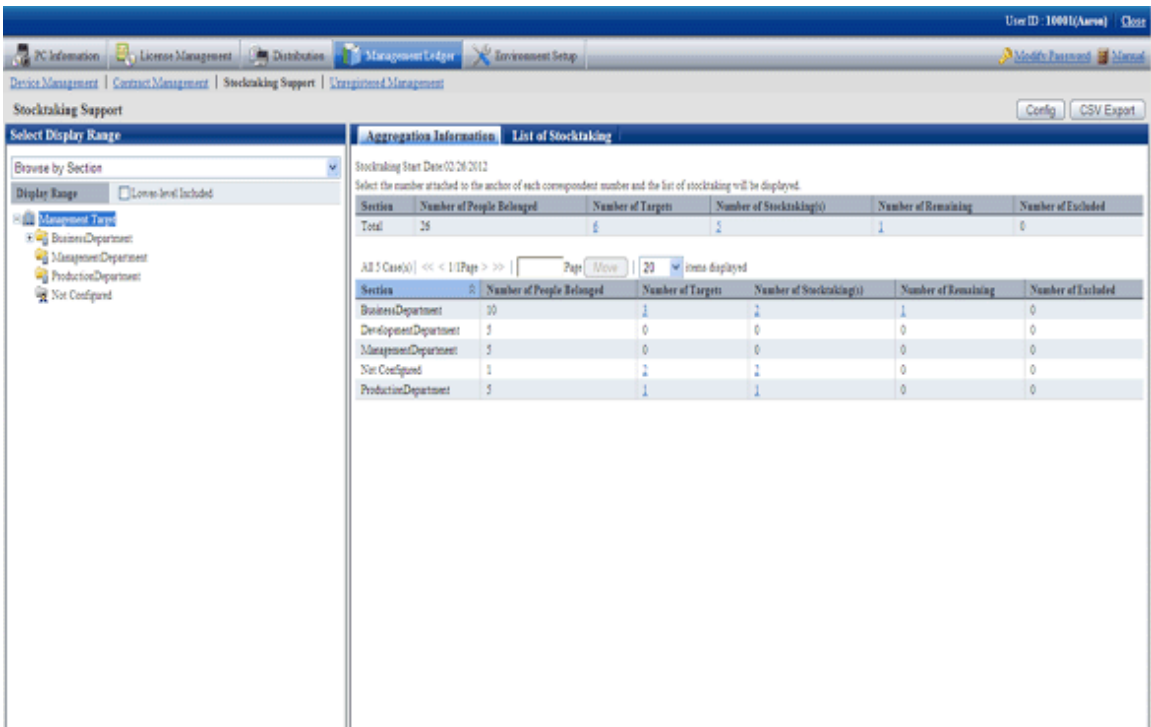 User ID : 10001(Aaron) Close
PC Information License Management Distribution Management Ledger Environment Setup Modify Password Manual
Device Management | Contract Management | Stocktaking Support | Unregistered Management
Stocktaking Support Config CSV Export
Select Display Range Aggregation Information List of Stocktaking
Browse by Section
Display Range Lower-level Included
Management Target
BusinessDepartment
ManagementDepartment
ProductionDepartment
Not Configured
Stocktaking Start Date:02/26/2012
Select the number attached to the anchor of each correspondent number and the list of stocktaking will be displayed.
Section Number of People Belonged Number of Targets Number of Stocktaking(s) Number of Remaining Number of Excluded
Total 26 6 5 1 0
All 5 Case(s) | << < 1/1Page > >> | Page Move | 20 items displayed
Section Number of People Belonged Number of Targets Number of Stocktaking(s) Number of Remaining Number of Excluded
BusinessDepartment 10 3 2 1 0
DevelopmentDepartment 5 0 0 0 0
ManagementDepartment 5 0 0 0 0
Not Configured 1 2 2 0 0
ProductionDepartment 5 1 1 0 0